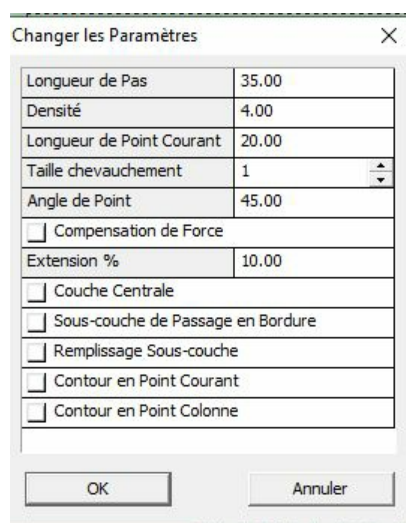 Changer les Paramètres
Longueur de Pas 35.00
Densité 4.00
Longueur de Point Courant 20.00
Taille chevauchement 1
Angle de Point 45.00
Compensation de Force
Extension % 10.00
Couche Centrale
Sous-couche de Passage en Bordure
Remplissage Sous-couche
Contour en Point Courant
Contour en Point Colonne
OK Annuler